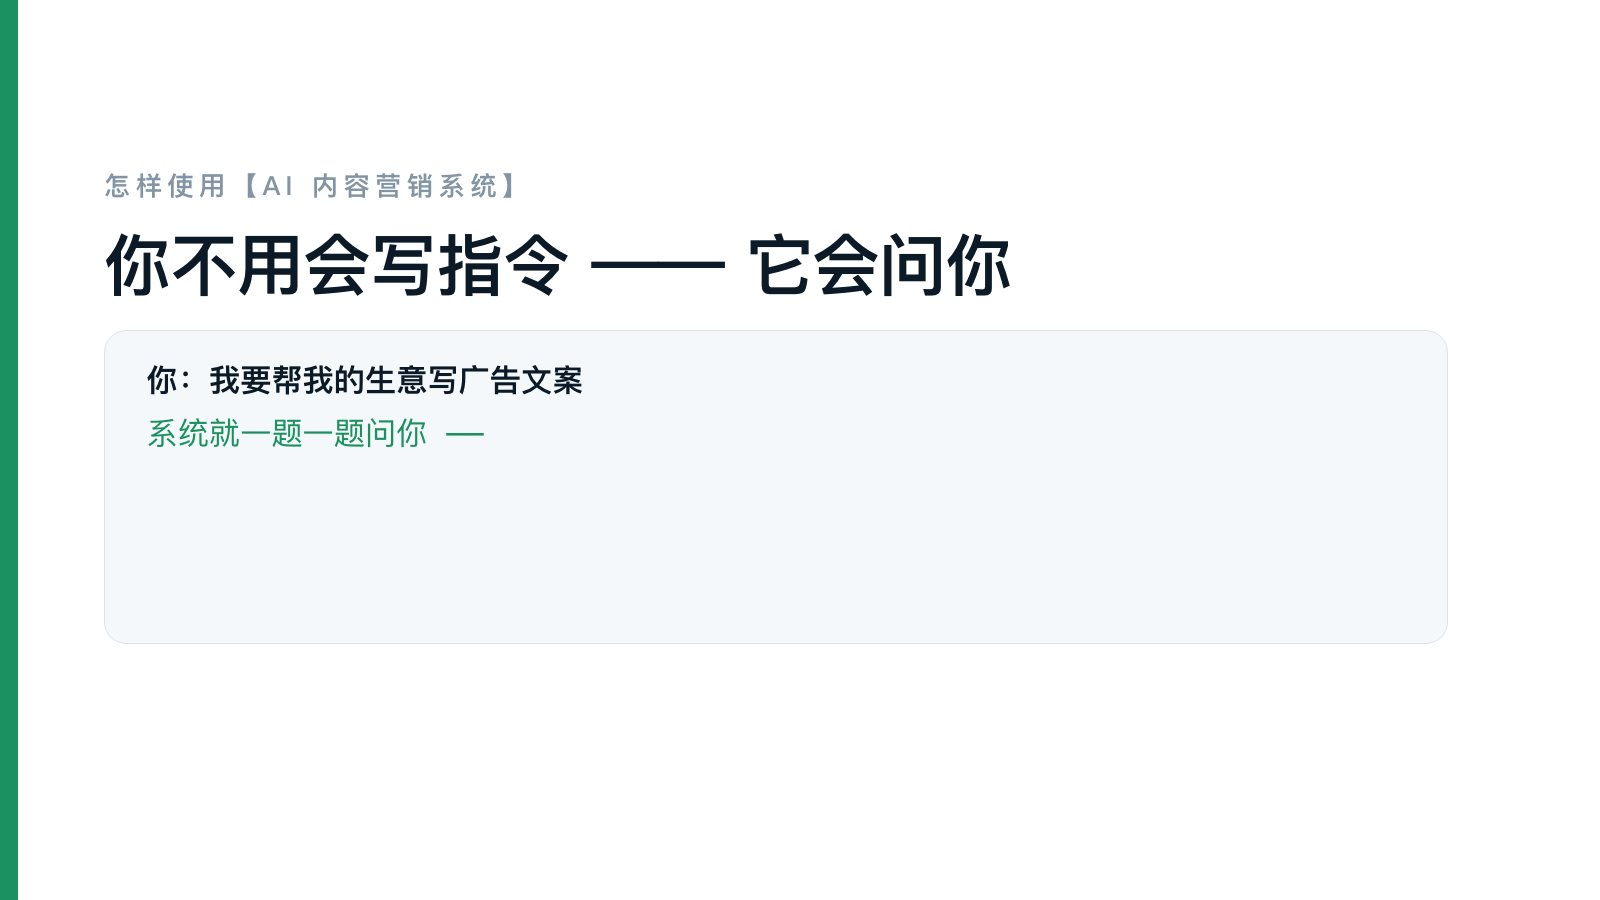 怎样使用【AI 内容营销系统】
你不用会写指令 —— 它会问你
你：我要帮我的生意写广告文案
系统就一题一题问你 —